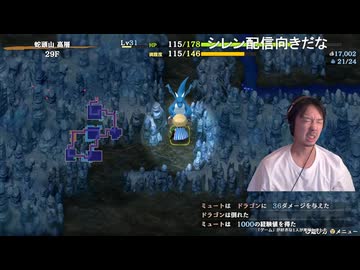 蛇頭山 高層
29F
Lv31
HP 115/178
満腹度 115/146
シレン配信向きだな
17,002
21/24
ミュートは ドラゴンに 36ダメージを与えた
ドラゴンは倒れた
ミュートは 1000の経験値を得た
メニュー